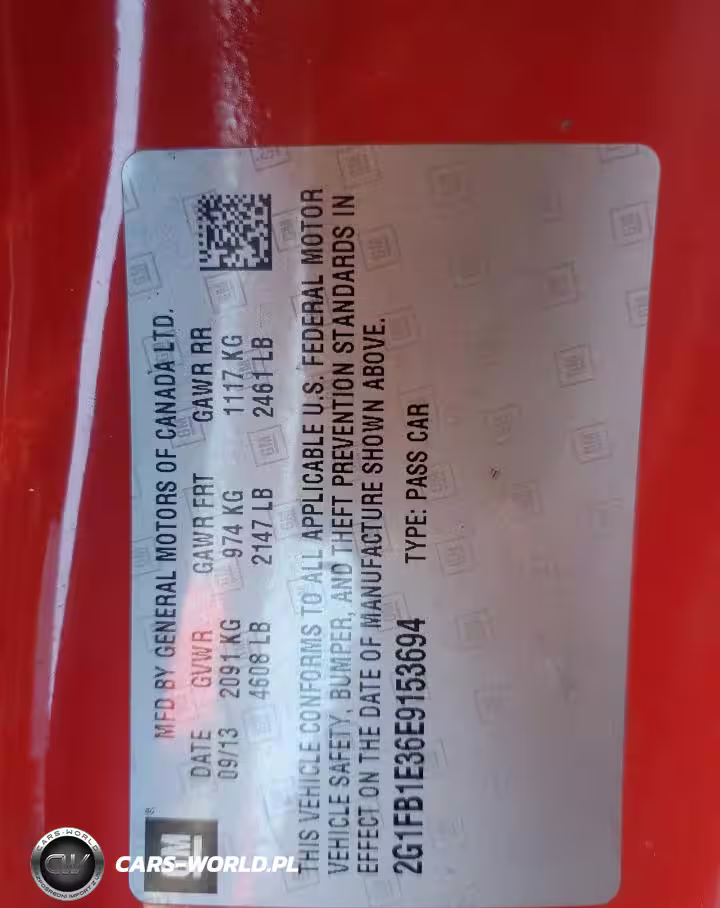 GM
MFD BY GENERAL MOTORS OF CANADA LTD.
DATE GVWR GAWR FRT GAWR RR
09/13 2091 KG 974 KG 1117 KG
4608 LB 2147 LB 2461 LB
THIS VEHICLE CONFORMS TO ALL APPLICABLE U.S. FEDERAL MOTOR
VEHICLE SAFETY, BUMPER, AND THEFT PREVENTION STANDARDS IN
EFFECT ON THE DATE OF MANUFACTURE SHOWN ABOVE.
2G1FB1E36E9153694 TYPE: PASS CAR
CARS-WORLD
CW
CARS-WORLD.PL